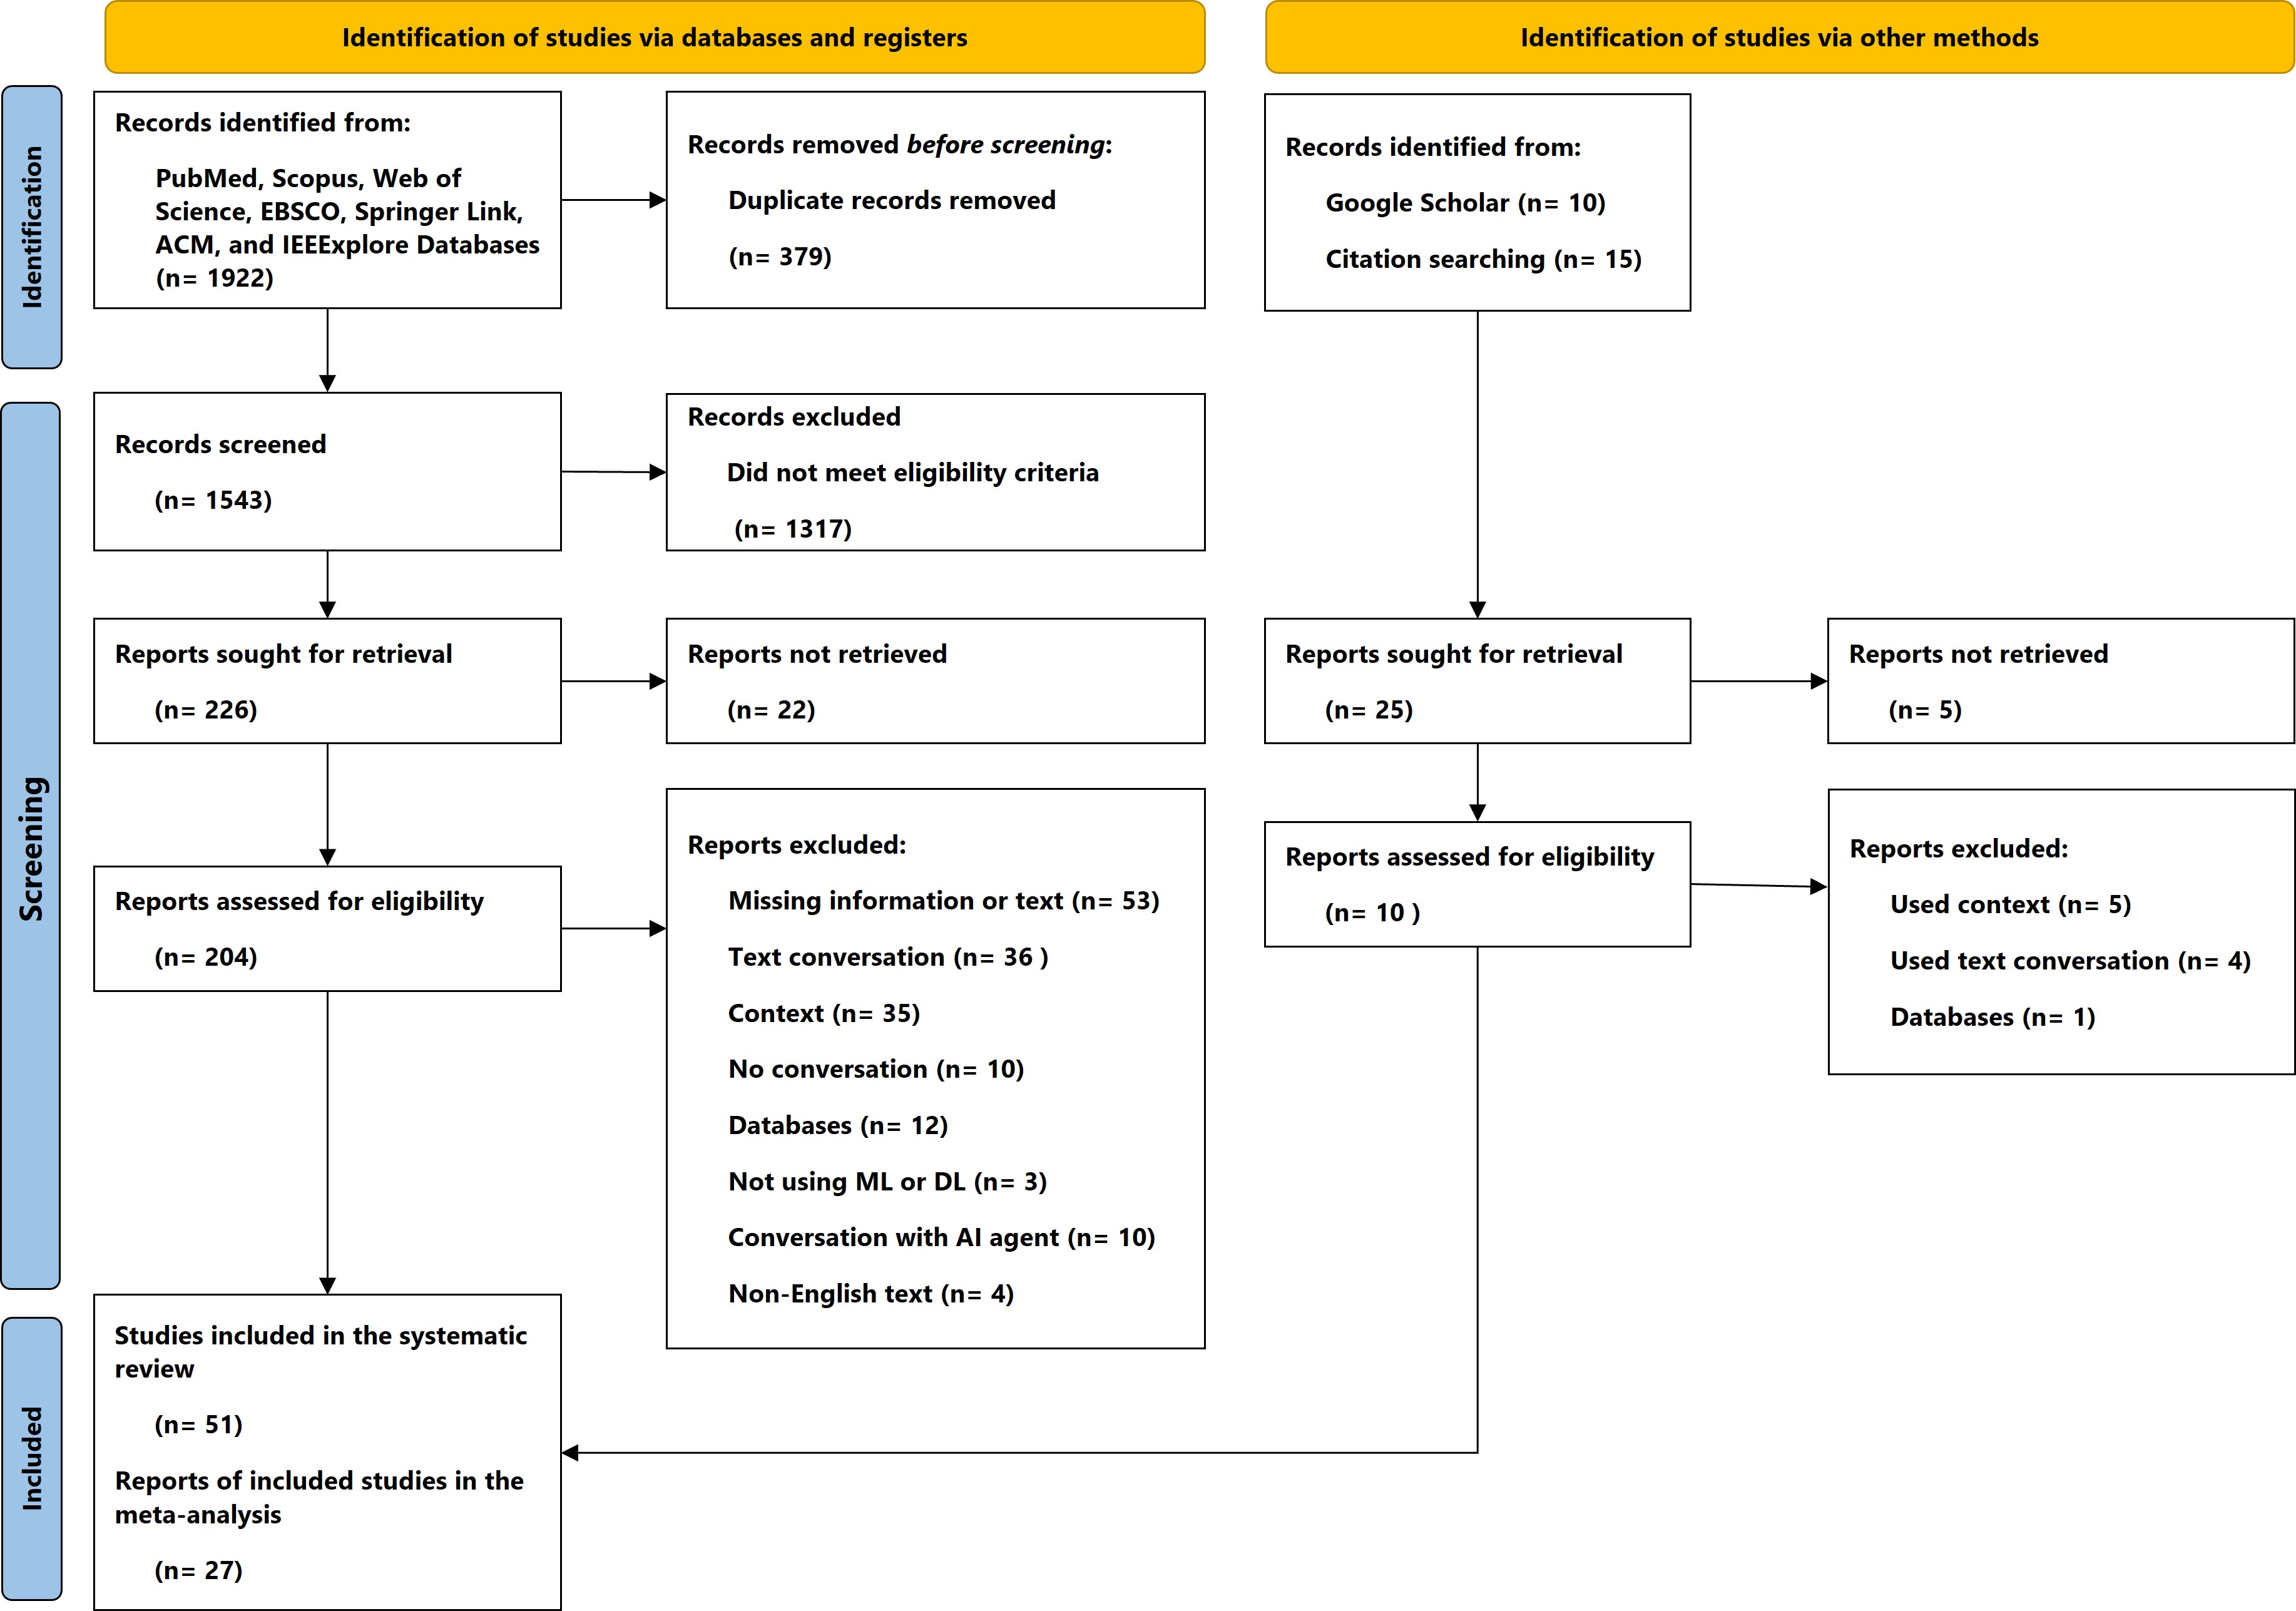 Identification of studies via databases and registers
Identification of studies via other methods
Identification
Records identified from:
PubMed, Scopus, Web of
Science, EBSCO, Springer Link,
ACM, and IEEExplore Databases
(n= 1922)
Records removed before screening:
Duplicate records removed
(n= 379)
Records identified from:
Google Scholar (n= 10)
Citation searching (n= 15)
Screening
Records screened
(n= 1543)
Records excluded
Did not meet eligibility criteria
(n= 1317)
Reports sought for retrieval
(n= 226)
Reports not retrieved
(n= 22)
Reports sought for retrieval
(n= 25)
Reports not retrieved
(n= 5)
Reports assessed for eligibility
(n= 204)
Reports excluded:
Missing information or text (n= 53)
Text conversation (n= 36 )
Context (n= 35)
No conversation (n= 10)
Databases (n= 12)
Not using ML or DL (n= 3)
Conversation with AI agent (n= 10)
Non-English text (n= 4)
Reports assessed for eligibility
(n= 10 )
Reports excluded:
Used context (n= 5)
Used text conversation (n= 4)
Databases (n= 1)
Included
Studies included in the systematic
review
(n= 51)
Reports of included studies in the
meta-analysis
(n= 27)